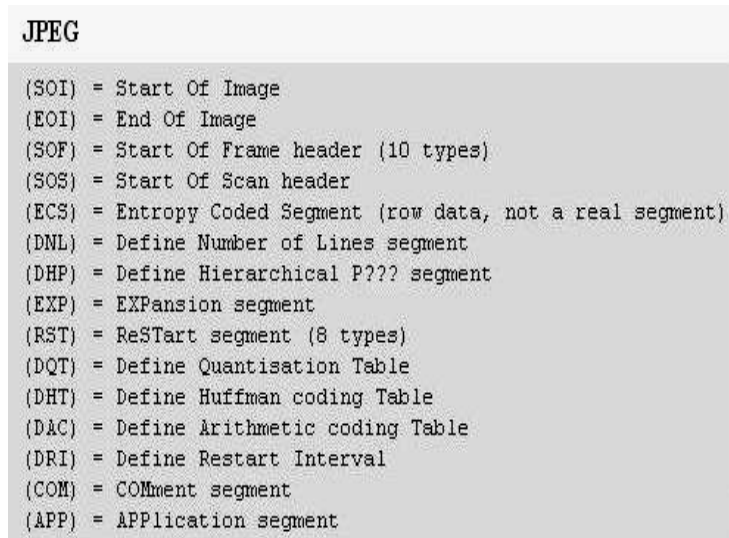 JPEG
(SOI) = Start Of Image
(EOI) = End Of Image
(SOF) = Start Of Frame header (10 types)
(SOS) = Start Of Scan header
(ECS) = Entropy Coded Segment (row data, not a real segment)
(DNL) = Define Number of Lines segment
(DHP) = Define Hierarchical P??? segment
(EXP) = EXPansion segment
(RST) = ReSTart segment (8 types)
(DQT) = Define Quantisation Table
(DHT) = Define Huffman coding Table
(DAC) = Define Arithmetic coding Table
(DRI) = Define Restart Interval
(COM) = COMment segment
(APP) = APPlication segment